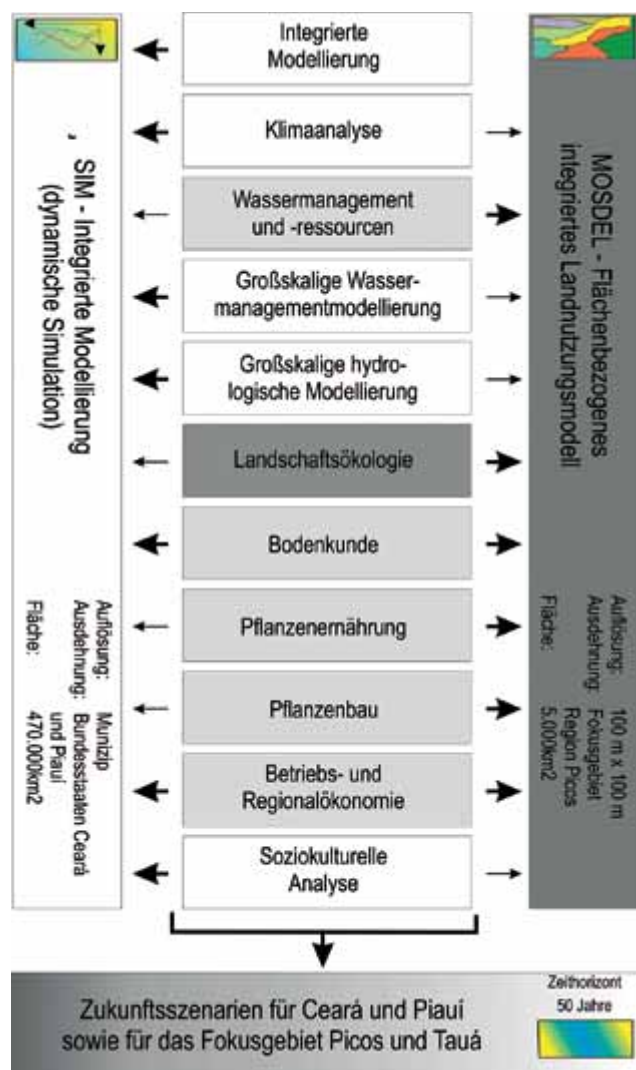 Integrierte
Modellierung
Klimaanalyse
Wassermanagement
und -ressourcen
Großskalige Wasser-
managementmodellierung
Großskalige hydro-
logische Modellierung
Landschaftsökologie
Bodenkunde
Pflanzenernährung
Pflanzenbau
Betriebs- und
Regionalökonomie
Soziokulturelle
Analyse
, SIM - Integrierte Modellierung
(dynamische Simulation)
Auflösung: Munizip
Ausdehnung: Bundesstaaten Ceará
und Piauí
Fläche: 470.000km2
MOSDEL - Flächenbezogenes
integriertes Landnutzungsmodell
Auflösung: 100 m x 100 m
Ausdehnung: Fokusgebiet
Region Picos
Fläche: 5.000km2
Zukunftsszenarien für Ceará und Piauí
sowie für das Fokusgebiet Picos und Tauá
Zeithorizont
50 Jahre